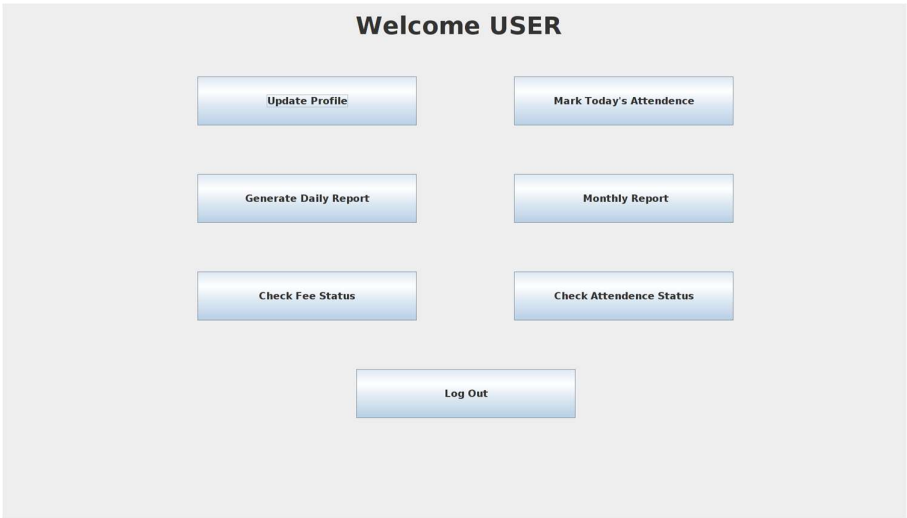 Welcome USER
Update Profile
Mark Today's Attendence
Generate Daily Report
Monthly Report
Check Fee Status
Check Attendence Status
Log Out